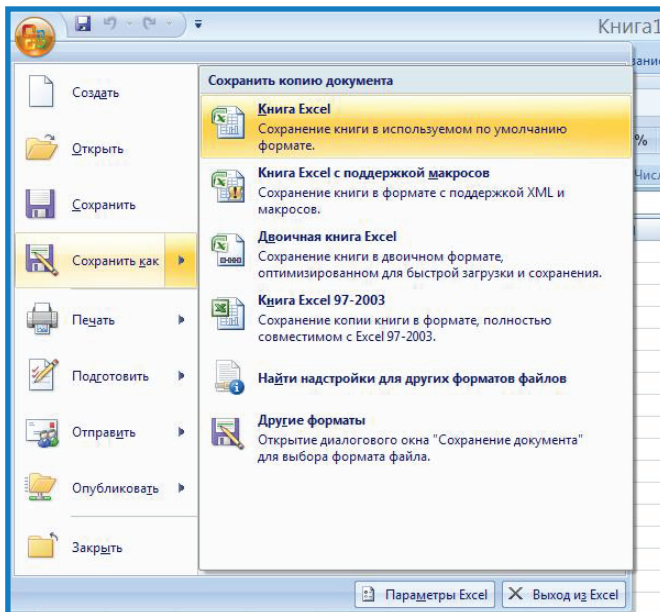 Книга1
Создать
Открыть
Сохранить
Сохранить как
Печать
Подготовить
Отправить
Опубликовать
Закрыть
Сохранить копию документа
Книга Excel
Сохранение книги в используемом по умолчанию
формате.
Книга Excel с поддержкой макросов
Сохранение книги в формате с поддержкой XML и
макросов.
Двоичная книга Excel
Сохранение книги в двоичном формате,
оптимизированном для быстрой загрузки и сохранения.
Книга Excel 97-2003
Сохранение копии книги в формате, полностью
совместимом с Excel 97-2003.
Найти надстройки для других форматов файлов
Другие форматы
Открытие диалогового окна "Сохранение документа"
для выбора формата файла.
%
Параметры Excel
Выход из Excel